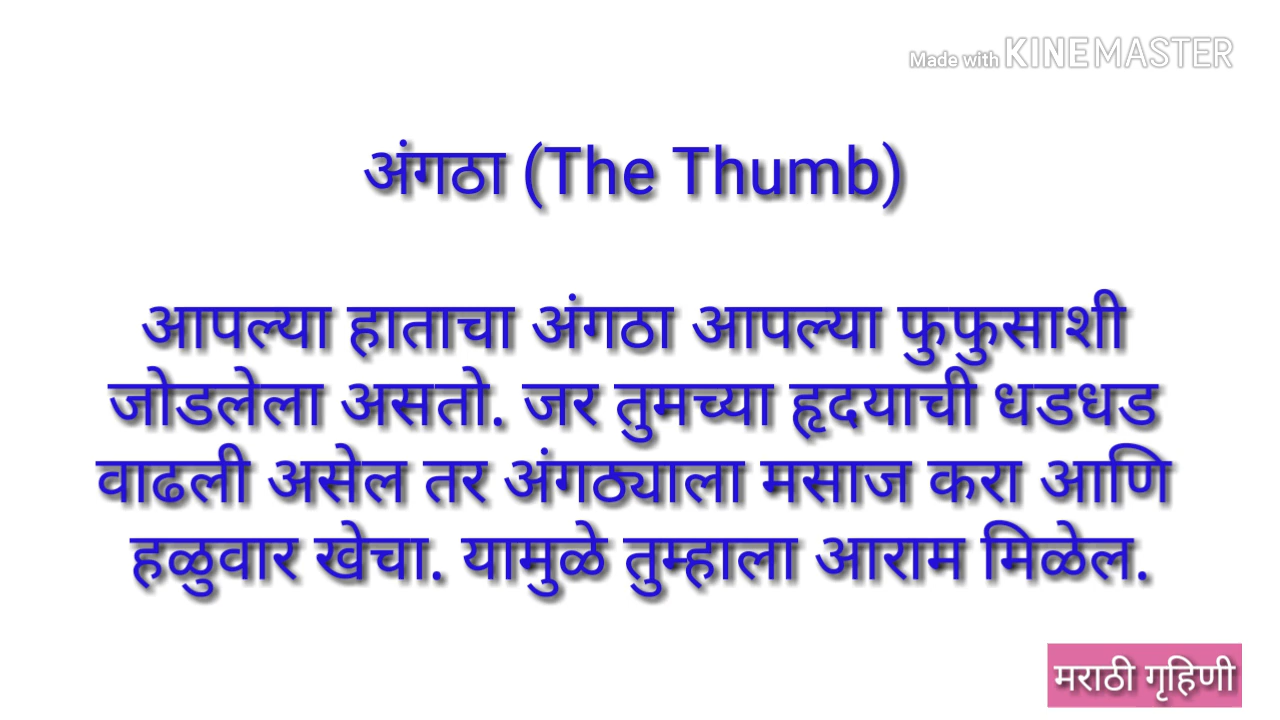 Made with KINEMASTER
अंगठा (The Thumb)
आपल्या हाताचा अंगठा आपल्या फुफुसाशी
जोडलेला असतो. जर तुमच्या हृदयाची धडधड
वाढली असेल तर अंगठ्याला मसाज करा आणि
हळुवार खेचा. यामुळे तुम्हाला आराम मिळेल.
मराठी गृहिणी